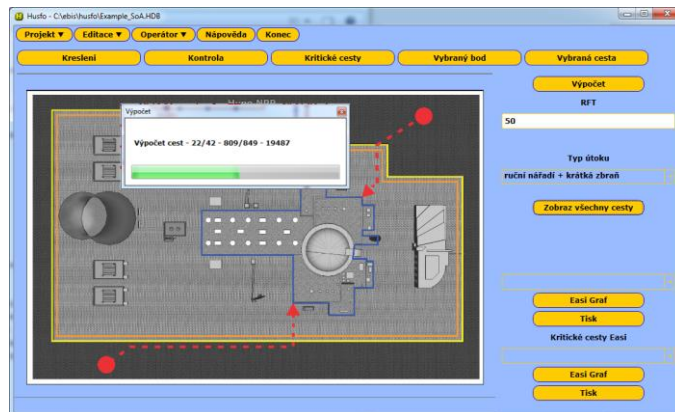 Husfo - C:\ebis\husfo\Example_SoA.HDB
Projekt ▼ Editace ▼ Operátor ▼ Nápověda Konec
Kreslení Kontrola Kritické cesty Vybraný bod Vybraná cesta
Výpočet
RFT
50
Výpočet
Výpočet cest - 22/42 - 809/849 - 19487
Typ útoku
ruční nářadí + krátká zbraň
Zobraz všechny cesty
Easi Graf
Tisk
Kritické cesty Easi
Easi Graf
Tisk